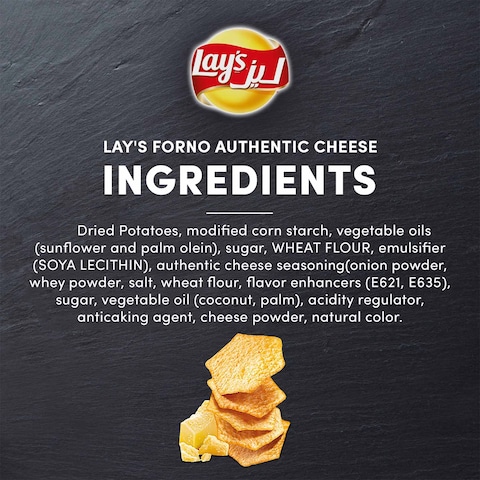 Lay's ليز
LAY'S FORNO AUTHENTIC CHEESE
INGREDIENTS
Dried Potatoes, modified corn starch, vegetable oils
(sunflower and palm olein), sugar, WHEAT FLOUR, emulsifier
(SOYA LECITHIN), authentic cheese seasoning(onion powder,
whey powder, salt, wheat flour, flavor enhancers (E621, E635),
sugar, vegetable oil (coconut, palm), acidity regulator,
anticaking agent, cheese powder, natural color.